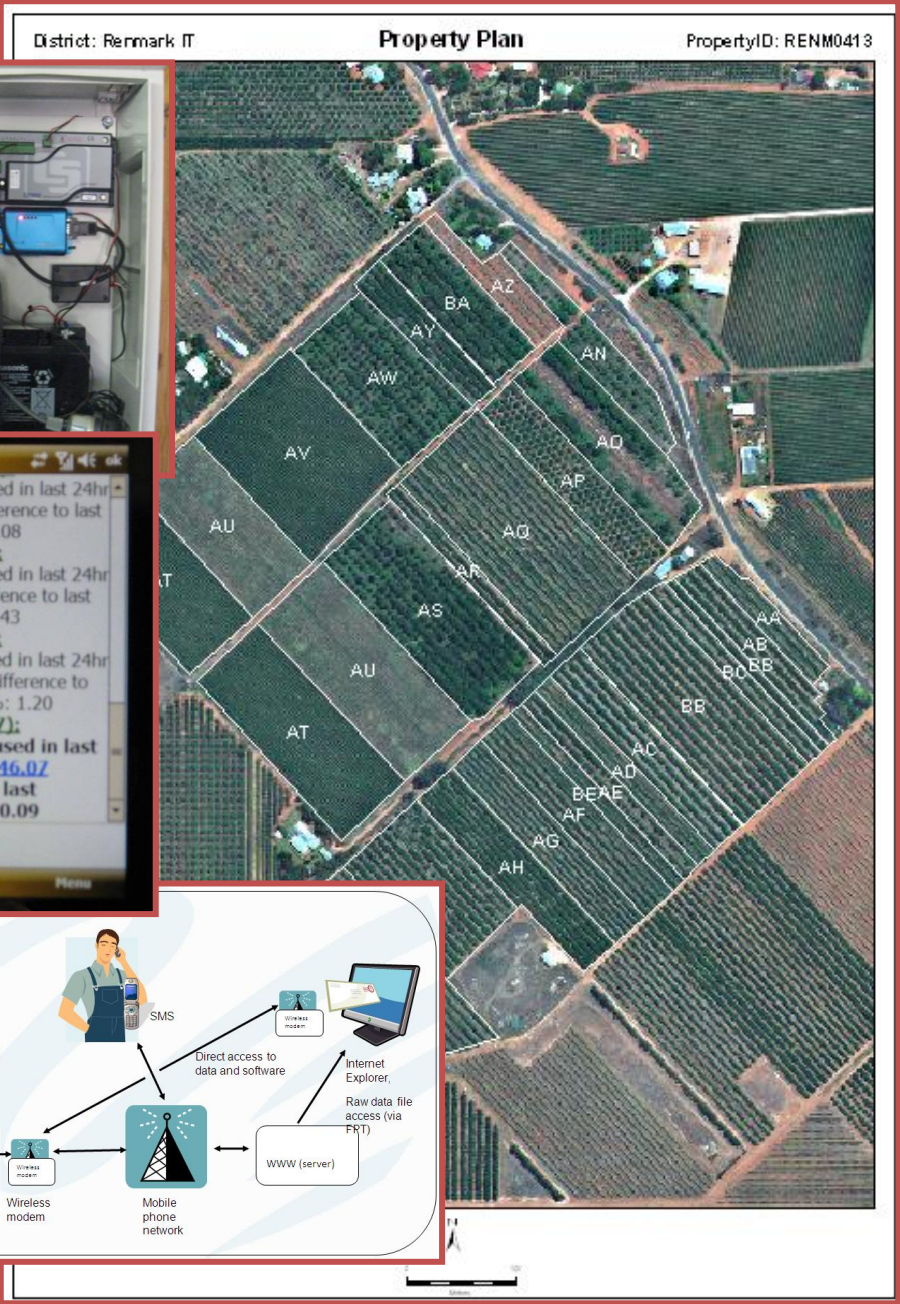 District: Renmark IT
Property Plan
PropertyID: RENM0413
AZ
BA
AY
AN
AW
AO
AV
AP
AU
AQ
AR
AS
AA
AB
BC
BB
AU
BB
AT
AC
AD
BE
AE
AF
AG
AH
ok
ed in last 24hr
erence to last
08
ed in last 24hr
rence to last
43
ed in last 24hr
ifference to
: 1.20
used in last
46.07
last
0.09
Menu
SMS
Wireless
modem
Direct access to
data and software
Internet
Explorer,
Raw data file
access (via
FPT)
Wireless
modem
WWW (server)
Wireless
modem
Mobile
phone
network
N